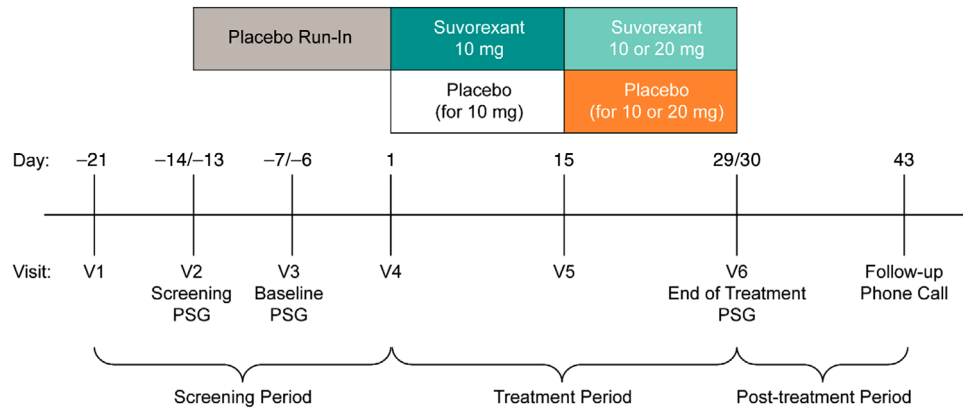 Placebo Run-In
Suvorexant
10 mg
Suvorexant
10 or 20 mg
Placebo
(for 10 mg)
Placebo
(for 10 or 20 mg)
Day: –21 –14/–13 –7/–6 1 15 29/30 43
Visit: V1 V2 V3 V4 V5 V6 Follow-up
Screening Baseline End of Treatment Phone Call
PSG PSG PSG
Screening Period Treatment Period Post-treatment Period